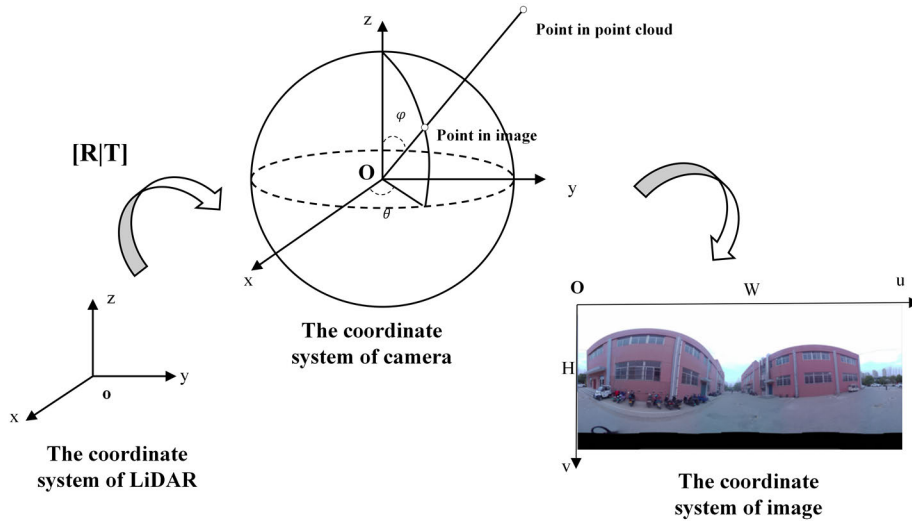 z
Point in point cloud
φ
Point in image
[R|T]
O
y
θ
x
The coordinate
system of camera
z
y
o
x
The coordinate
system of LiDAR
O
W
u
H
v
The coordinate
system of image